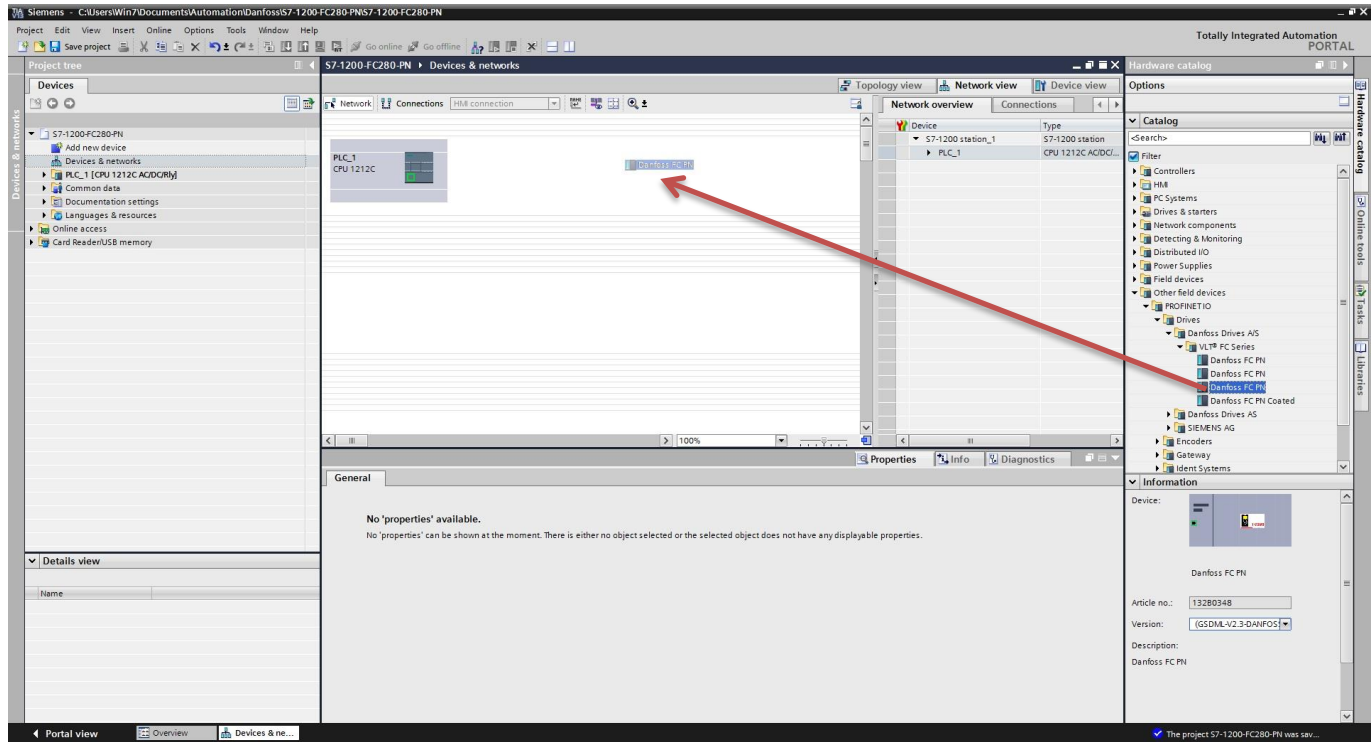 Siemens - C:\Users\Win7\Documents\Automation\Danfoss\S7-1200-FC280-PN\S7-1200-FC280-PN
Project Edit View Insert Online Options Tools Window Help
Totally Integrated Automation
PORTAL
Save project
Go online
Go offline
Project tree
Devices
Devices & networks
S7-1200-FC280-PN
Add new device
Devices & networks
PLC_1 [CPU 1212C AC/DC/Rly]
Common data
Documentation settings
Languages & resources
Online access
Card Reader/USB memory
Details view
Name
S7-1200-FC280-PN ▸ Devices & networks
Topology view
Network view
Device view
Network
Connections
HMI connection
PLC_1
CPU 1212C
Danfoss FC PN
100%
Network overview
Connections
Device
Type
S7-1200 station_1
S7-1200 station
PLC_1
CPU 1212C AC/DC/...
Properties
Info
Diagnostics
General
No 'properties' available.
No 'properties' can be shown at the moment. There is either no object selected or the selected object does not have any displayable properties.
Hardware catalog
Options
Catalog
<Search>
Filter
Controllers
HMI
PC Systems
Drives & starters
Network components
Detecting & Monitoring
Distributed I/O
Power Supplies
Field devices
Other field devices
PROFINET IO
Drives
Danfoss Drives A/S
VLT® FC Series
Danfoss FC PN
Danfoss FC PN
Danfoss FC PN
Danfoss FC PN Coated
Danfoss Drives AS
SIEMENS AG
Encoders
Gateway
Ident Systems
Information
Device:
Danfoss FC PN
Article no.:
13280348
Version:
(GSDML-V2.3-DANFOS
Description:
Danfoss FC PN
Hardware catalog
Online tools
Tasks
Libraries
Portal view
Overview
Devices & ne...
The project S7-1200-FC280-PN was sav...